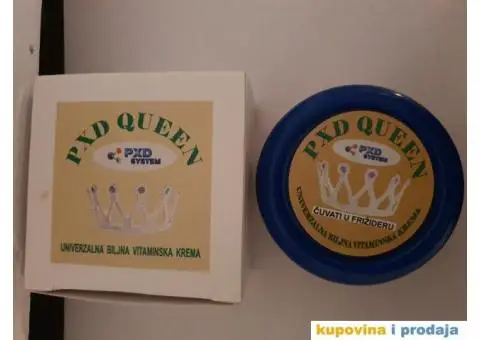 PXD QUEEN
PXD
SYSTEM
UNIVERZALNA BILJNA VITAMINSKA KREMA
PXD QUEEN
PXD
SYSTEM
ČUVATI U FRIŽIDERU
UNIVERZALNA BILJNA VITAMINSKA KREMA
kupovina i prodaja